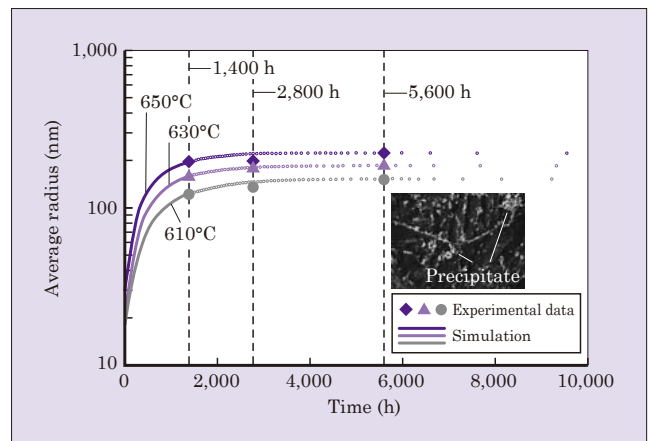 1,000
1,400 h
2,800 h
5,600 h
650°C
630°C
610°C
100
10
Average radius (nm)
Precipitate
Experimental data
Simulation
0
2,000
4,000
6,000
8,000
10,000
Time (h)